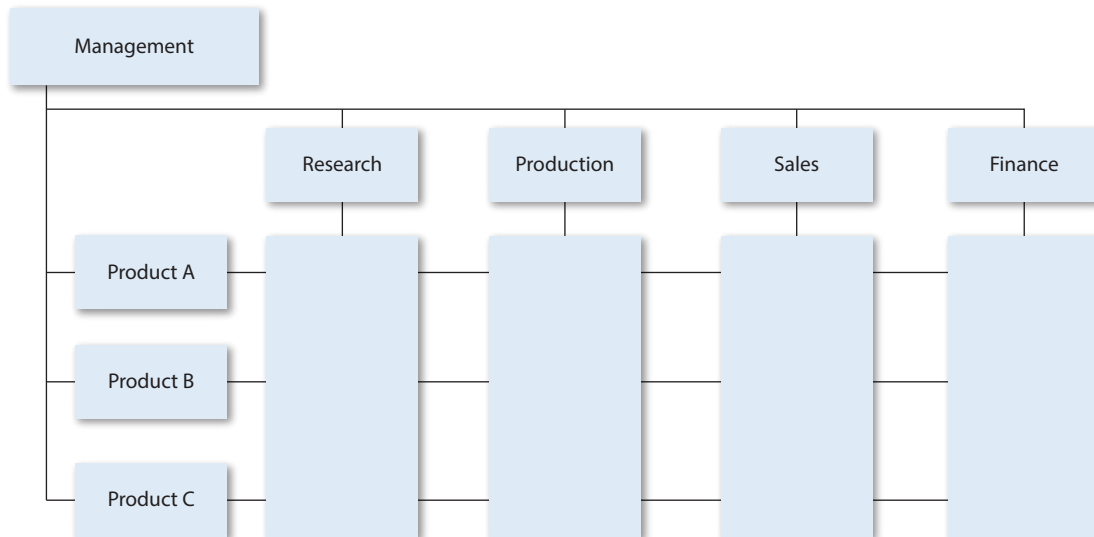 Management
Research
Production
Sales
Finance
Product A
Product B
Product C